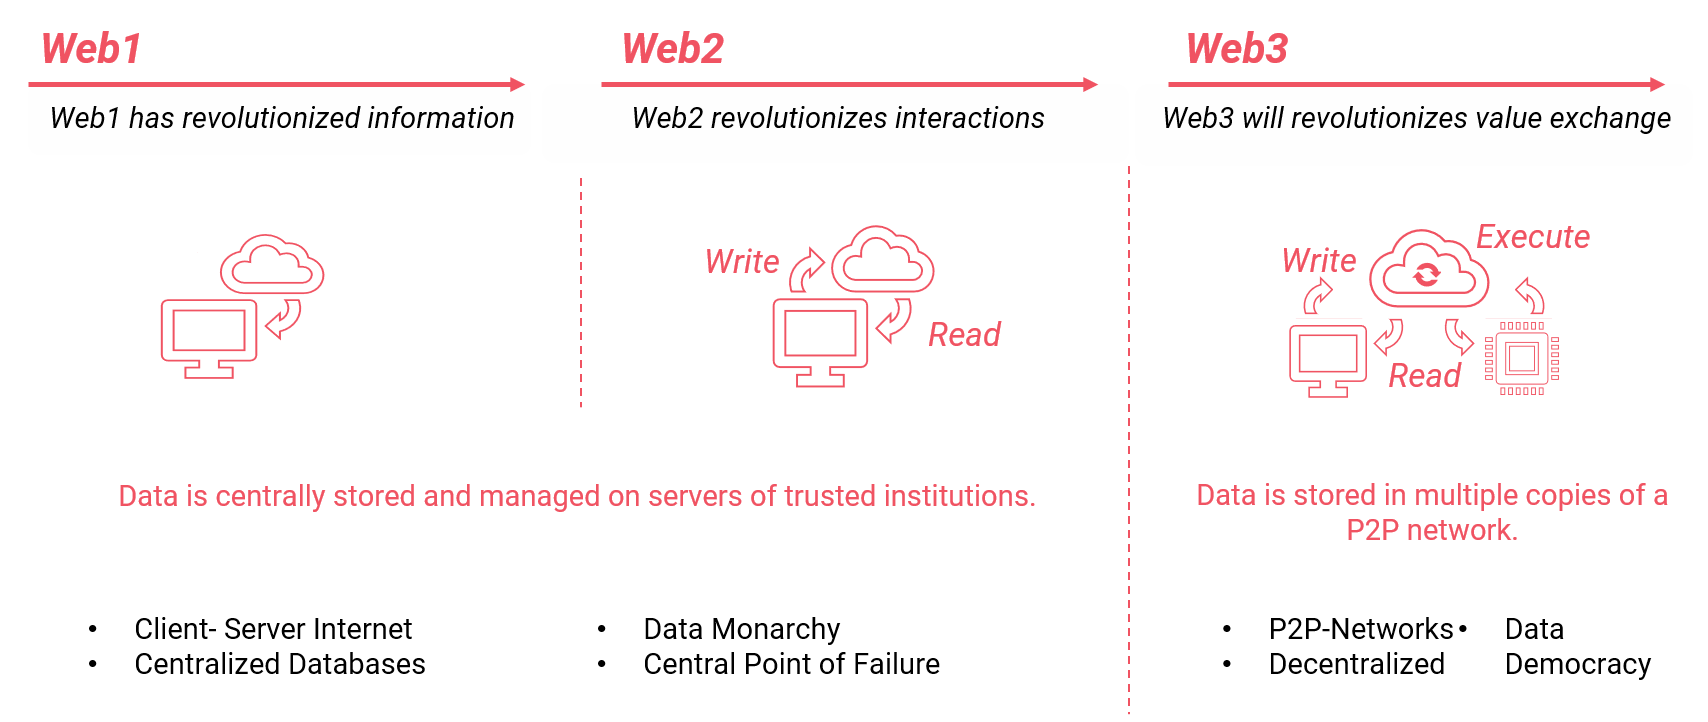 Web1
Web1 has revolutionized information
Web2
Web2 revolutionizes interactions
Web3
Web3 will revolutionizes value exchange
Write
Read
Write
Execute
Read
Data is centrally stored and managed on servers of trusted institutions.
Data is stored in multiple copies of a
P2P network.
• Client- Server Internet
• Centralized Databases
• Data Monarchy
• Central Point of Failure
• P2P-Networks
• Decentralized
• Data
Democracy